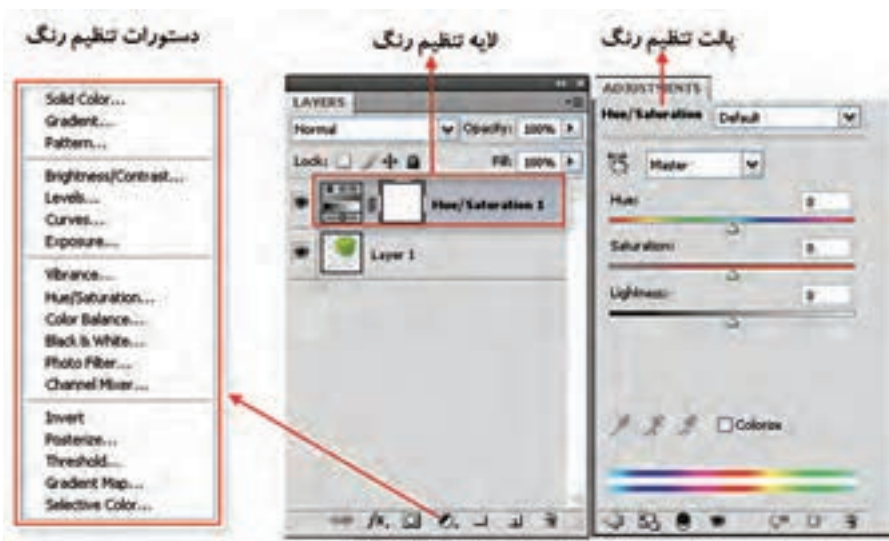 دستورات تنظیم رنگ
لایه تنظیم رنگ
پالت تنظیم رنگ
Solid Color...
Gradient...
Pattern...
Brightness/Contrast...
Levels...
Curves...
Exposure...
Vibrance...
Hue/Saturation...
Color Balance...
Black & White...
Photo Filter...
Channel Mixer...
Invert
Posterize...
Threshold...
Gradient Map...
Selective Color...
LAYERS
Normal Opacity: 100%
Lock: Fill: 100%
Hue/Saturation 1
Layer 1
fx.
ADJUSTMENTS
Hue/Saturation Default
Master
Hue: 0
Saturation: 0
Lightness: 0
Colorize